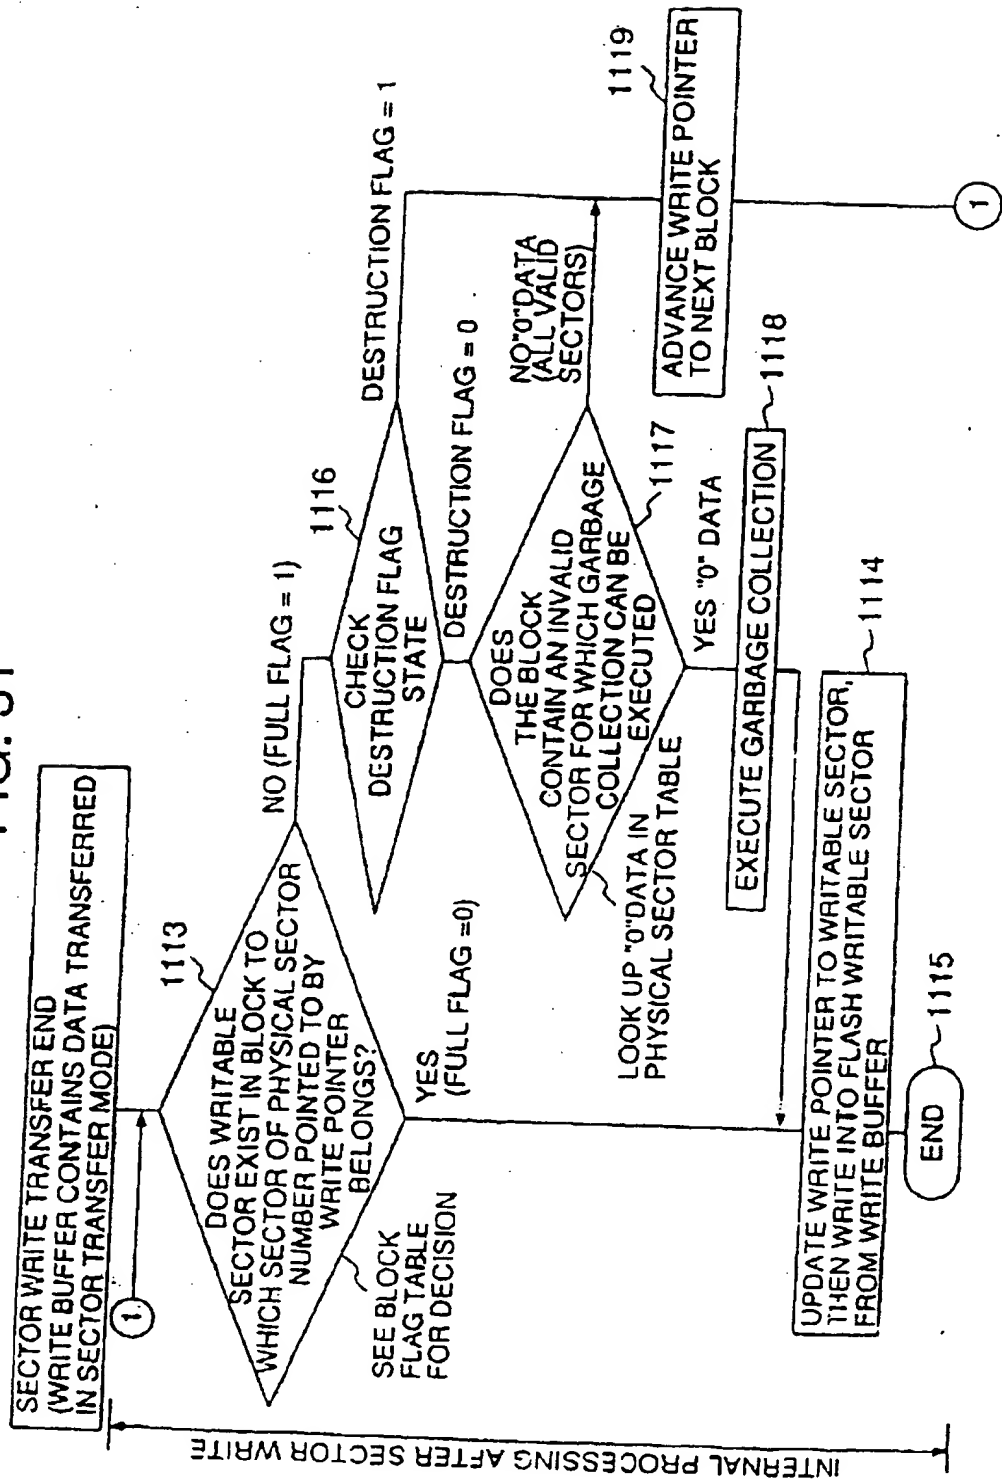 SECTOR WRITE TRANSFER END
(WRITE BUFFER CONTAINS DATA TRANSFERRED
IN SECTOR TRANSFER MODE)
1
1113
DOES WRITABLE
SECTOR EXIST IN BLOCK TO
WHICH SECTOR OF PHYSICAL SECTOR
NUMBER POINTED TO BY
WRITE POINTER
BELONGS?
SEE BLOCK
FLAG TABLE
FOR DECISION
YES
(FULL FLAG =0)
NO (FULL FLAG = 1)
1116
CHECK
DESTRUCTION FLAG
STATE
DESTRUCTION FLAG = 1
DESTRUCTION FLAG = 0
DOES
THE BLOCK
CONTAIN AN INVALID
SECTOR FOR WHICH GARBAGE
COLLECTION CAN BE
EXECUTED
1117
LOOK UP "0"DATA IN
PHYSICAL SECTOR TABLE
NO"0"DATA
(ALL VALID
SECTORS)
YES "0" DATA
EXECUTE GARBAGE COLLECTION
1118
1119
ADVANCE WRITE POINTER
TO NEXT BLOCK
1
1114
UPDATE WRITE POINTER TO WRITABLE SECTOR,
THEN WRITE INTO FLASH WRITABLE SECTOR
FROM WRITE BUFFER
END
1115
INTERNAL PROCESSING AFTER SECTOR WRITE